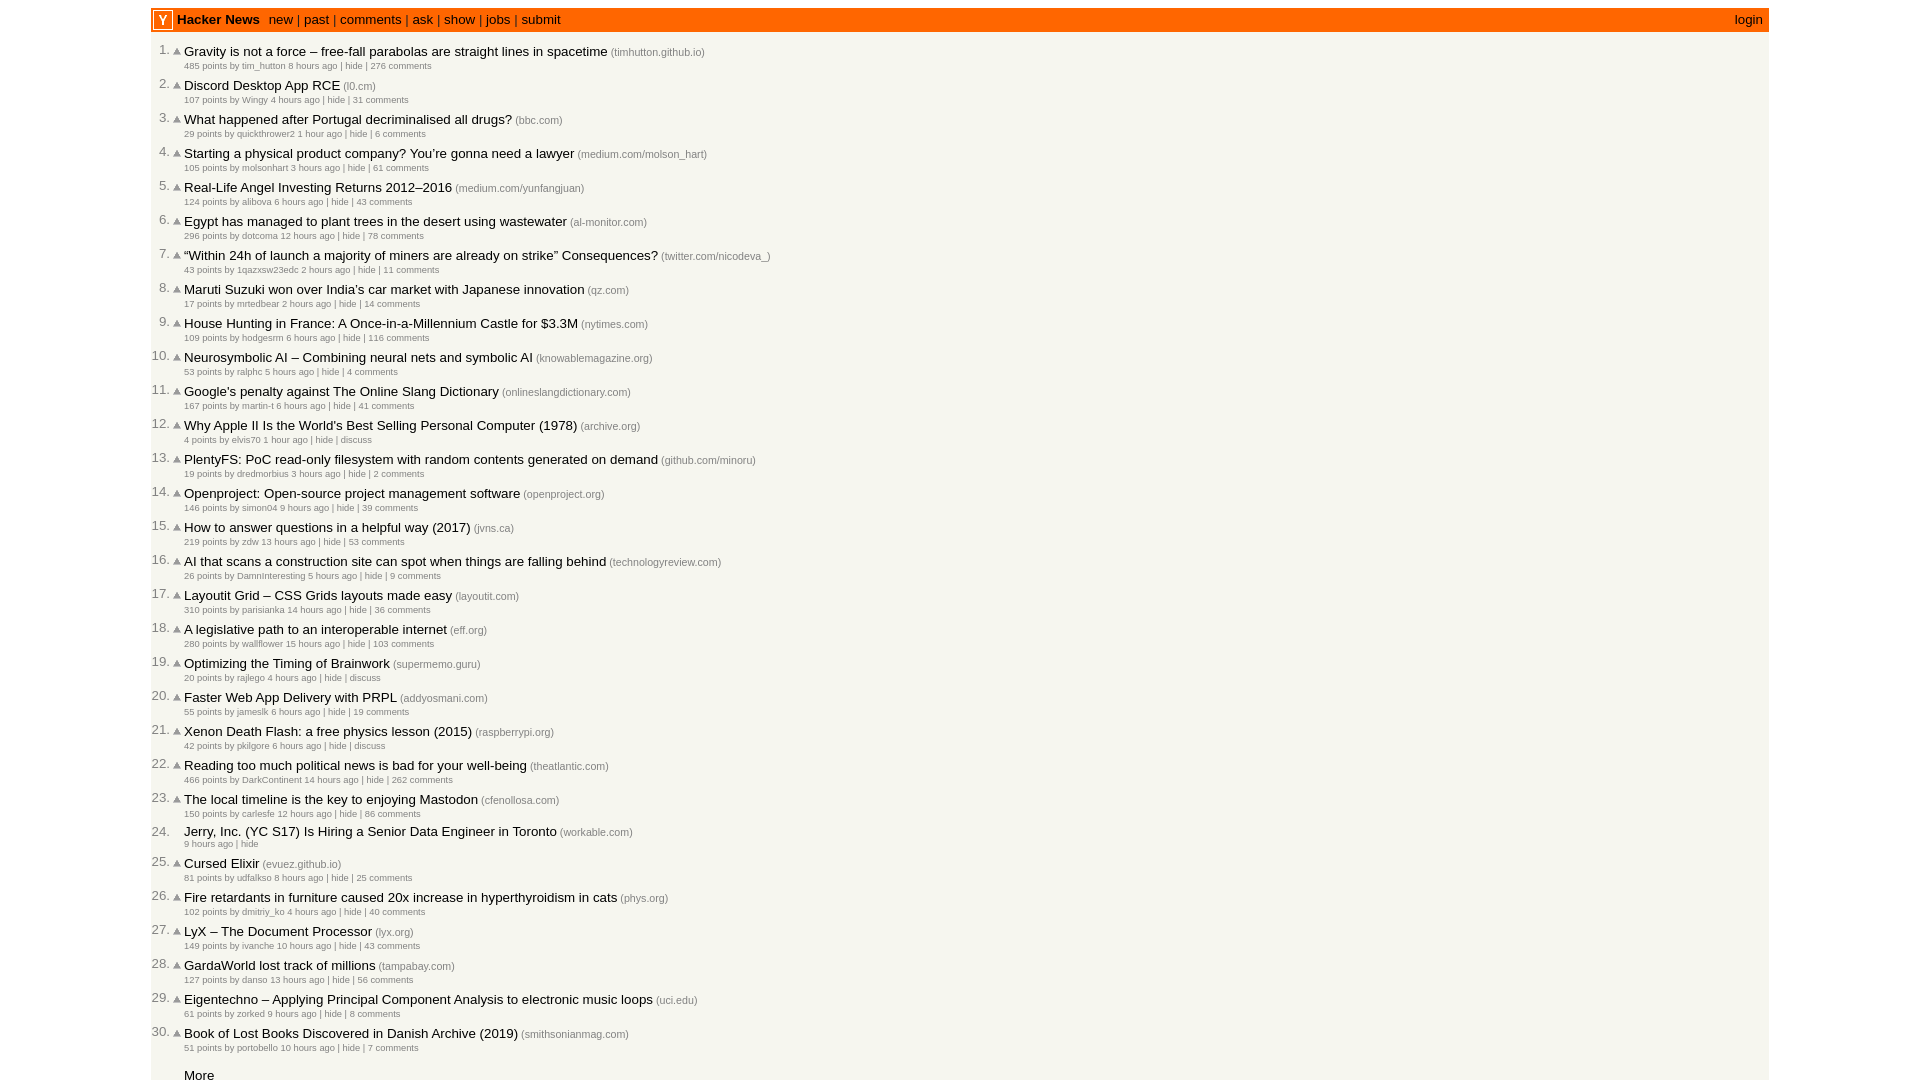 Y Hacker News new | past | comments | ask | show | jobs | submit login
1. Gravity is not a force – free-fall parabolas are straight lines in spacetime (timhutton.github.io)
485 points by tim_hutton 8 hours ago | hide | 276 comments
2. Discord Desktop App RCE (l0.cm)
107 points by Wingy 4 hours ago | hide | 31 comments
3. What happened after Portugal decriminalised all drugs? (bbc.com)
29 points by quickthrower2 1 hour ago | hide | 6 comments
4. Starting a physical product company? You’re gonna need a lawyer (medium.com/molson_hart)
105 points by molsonhart 3 hours ago | hide | 61 comments
5. Real-Life Angel Investing Returns 2012–2016 (medium.com/yunfangjuan)
124 points by alibova 6 hours ago | hide | 43 comments
6. Egypt has managed to plant trees in the desert using wastewater (al-monitor.com)
296 points by dotcoma 12 hours ago | hide | 78 comments
7. “Within 24h of launch a majority of miners are already on strike” Consequences? (twitter.com/nicodeva_)
43 points by 1qazxsw23edc 2 hours ago | hide | 11 comments
8. Maruti Suzuki won over India’s car market with Japanese innovation (qz.com)
17 points by mrtedbear 2 hours ago | hide | 14 comments
9. House Hunting in France: A Once-in-a-Millennium Castle for $3.3M (nytimes.com)
109 points by hodgesrm 6 hours ago | hide | 116 comments
10. Neurosymbolic AI – Combining neural nets and symbolic AI (knowablemagazine.org)
53 points by ralphc 5 hours ago | hide | 4 comments
11. Google's penalty against The Online Slang Dictionary (onlineslangdictionary.com)
167 points by martin-t 6 hours ago | hide | 41 comments
12. Why Apple II Is the World's Best Selling Personal Computer (1978) (archive.org)
4 points by elvis70 1 hour ago | hide | discuss
13. PlentyFS: PoC read-only filesystem with random contents generated on demand (github.com/minoru)
19 points by dredmorbius 3 hours ago | hide | 2 comments
14. Openproject: Open-source project management software (openproject.org)
146 points by simon04 9 hours ago | hide | 39 comments
15. How to answer questions in a helpful way (2017) (jvns.ca)
219 points by zdw 13 hours ago | hide | 53 comments
16. AI that scans a construction site can spot when things are falling behind (technologyreview.com)
26 points by DamnInteresting 5 hours ago | hide | 9 comments
17. Layoutit Grid – CSS Grids layouts made easy (layoutit.com)
310 points by parisianka 14 hours ago | hide | 36 comments
18. A legislative path to an interoperable internet (eff.org)
280 points by wallflower 15 hours ago | hide | 103 comments
19. Optimizing the Timing of Brainwork (supermemo.guru)
20 points by rajlego 4 hours ago | hide | discuss
20. Faster Web App Delivery with PRPL (addyosmani.com)
55 points by jameslk 6 hours ago | hide | 19 comments
21. Xenon Death Flash: a free physics lesson (2015) (raspberrypi.org)
42 points by pkilgore 6 hours ago | hide | discuss
22. Reading too much political news is bad for your well-being (theatlantic.com)
466 points by DarkContinent 14 hours ago | hide | 262 comments
23. The local timeline is the key to enjoying Mastodon (cfenollosa.com)
150 points by carlesfe 12 hours ago | hide | 86 comments
24. Jerry, Inc. (YC S17) Is Hiring a Senior Data Engineer in Toronto (workable.com)
9 hours ago | hide
25. Cursed Elixir (evuez.github.io)
81 points by udfalkso 8 hours ago | hide | 25 comments
26. Fire retardants in furniture caused 20x increase in hyperthyroidism in cats (phys.org)
102 points by dmitriy_ko 4 hours ago | hide | 40 comments
27. LyX – The Document Processor (lyx.org)
149 points by ivanche 10 hours ago | hide | 43 comments
28. GardaWorld lost track of millions (tampabay.com)
127 points by danso 13 hours ago | hide | 56 comments
29. Eigentechno – Applying Principal Component Analysis to electronic music loops (uci.edu)
61 points by zorked 9 hours ago | hide | 8 comments
30. Book of Lost Books Discovered in Danish Archive (2019) (smithsonianmag.com)
51 points by portobello 10 hours ago | hide | 7 comments
More